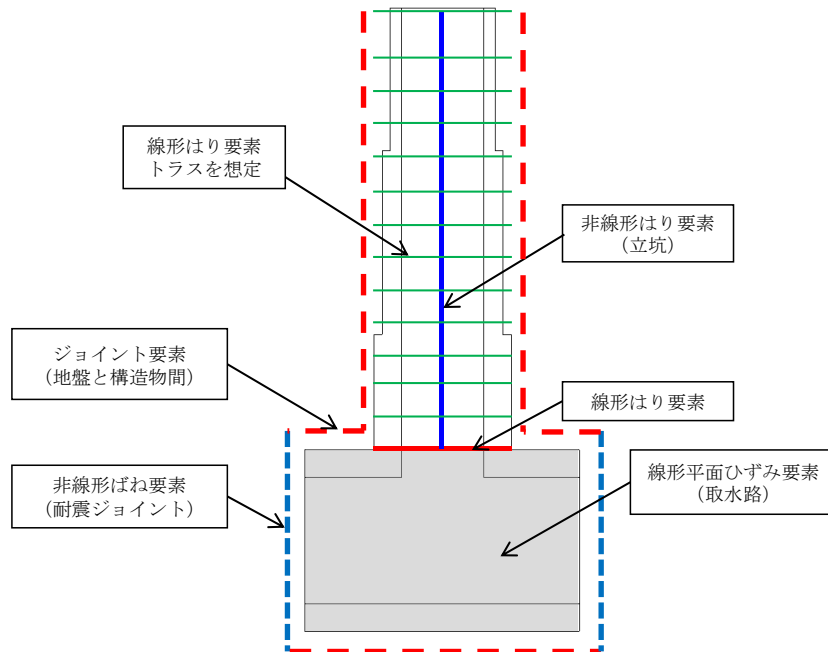 線形はり要素
トラスを想定
非線形はり要素
（立坑）
ジョイント要素
（地盤と構造物間）
線形はり要素
非線形ばね要素
（耐震ジョイント）
線形平面ひずみ要素
（取水路）